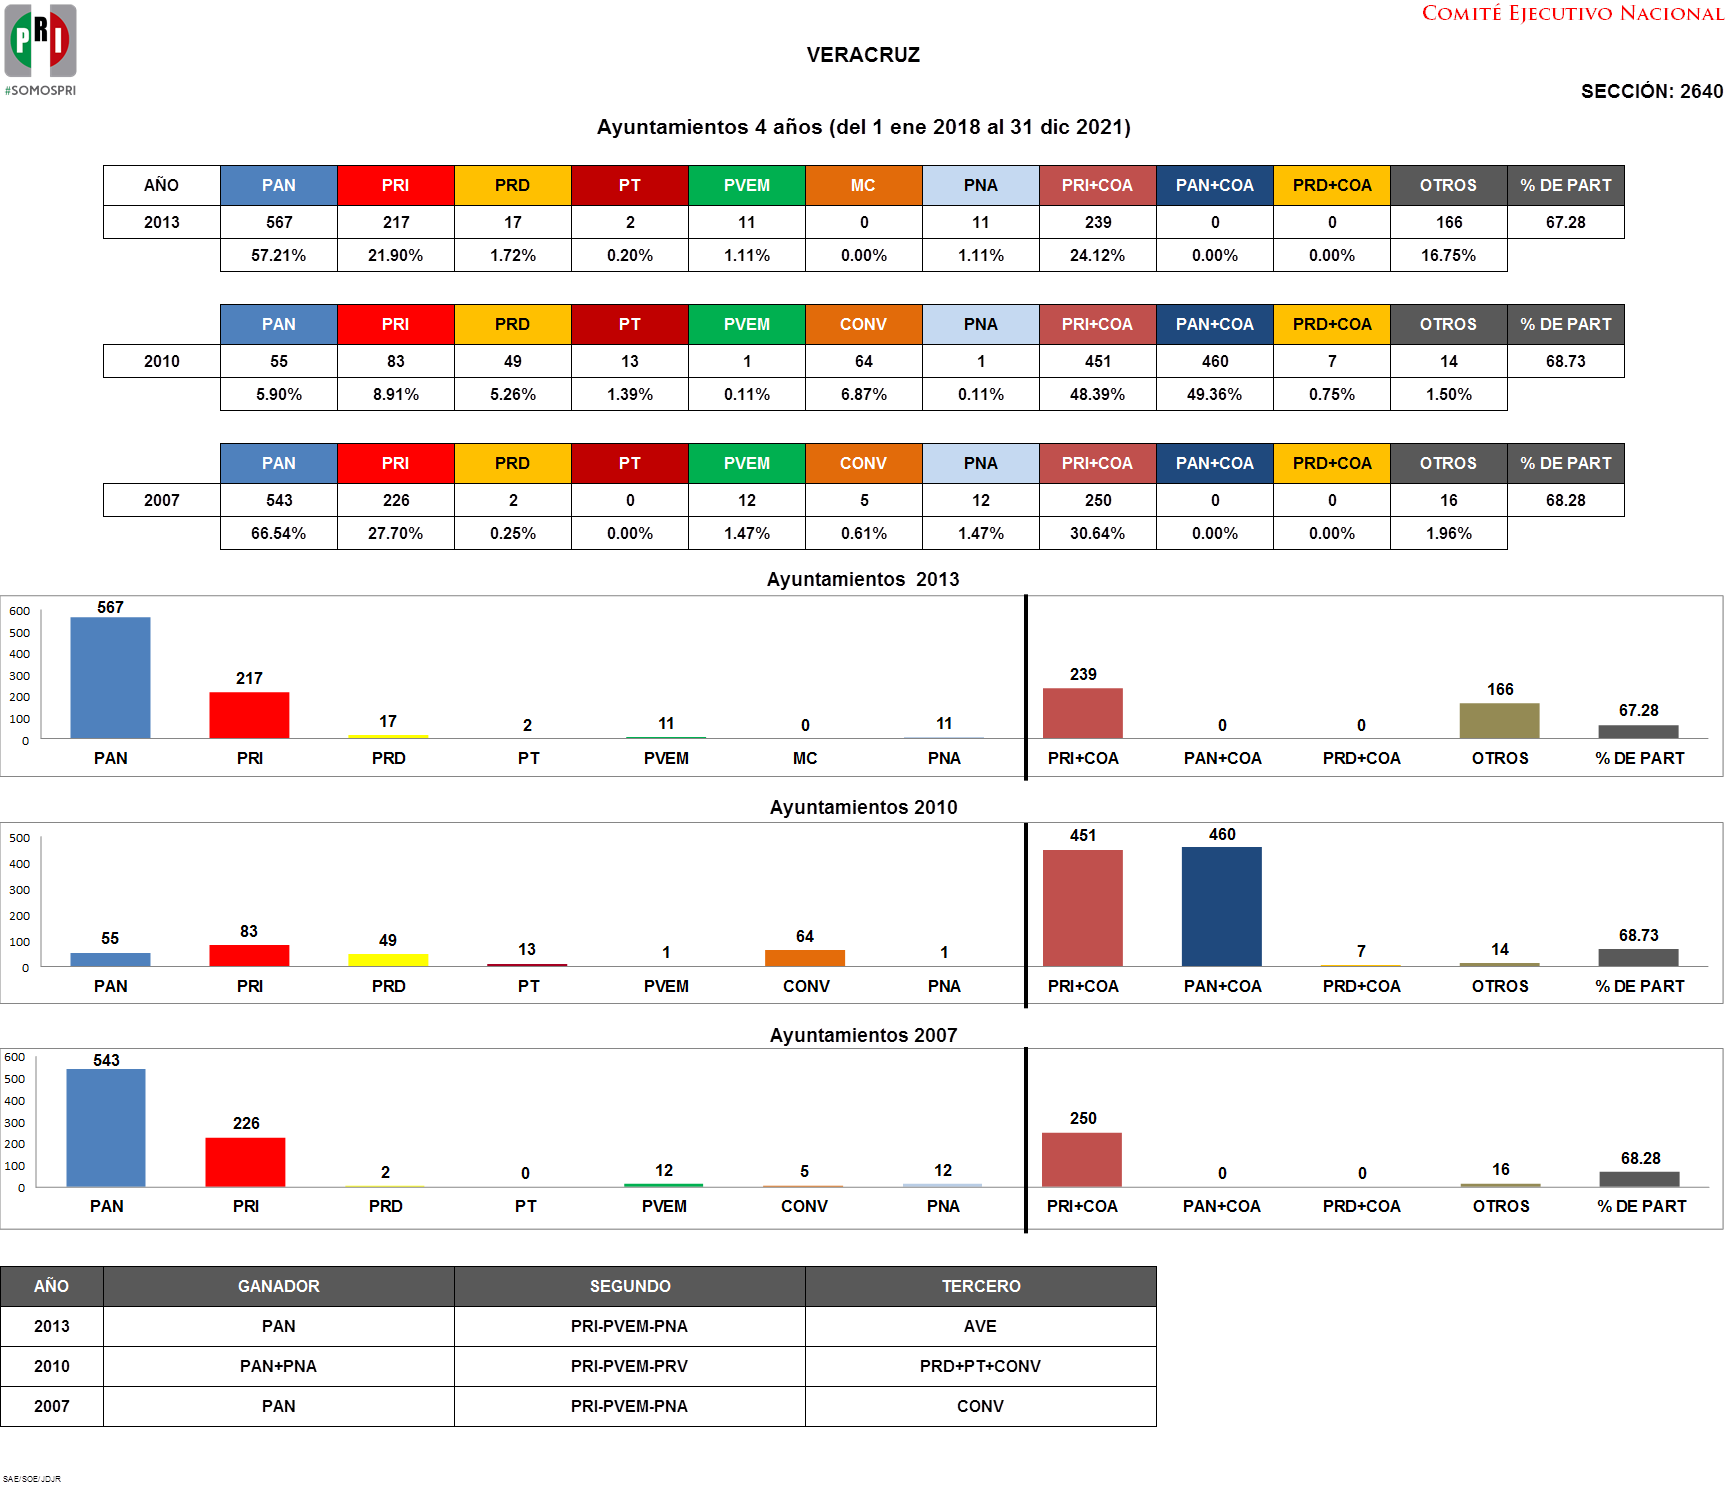 PRI
#SOMOSPRI
COMITÉ EJECUTIVO NACIONAL
VERACRUZ
SECCIÓN: 2640
Ayuntamientos 4 años (del 1 ene 2018 al 31 dic 2021)
AÑO PAN PRI PRD PT PVEM MC PNA PRI+COA PAN+COA PRD+COA OTROS % DE PART
2013 567 217 17 2 11 0 11 239 0 0 166 67.28
57.21% 21.90% 1.72% 0.20% 1.11% 0.00% 1.11% 24.12% 0.00% 0.00% 16.75%
PAN PRI PRD PT PVEM CONV PNA PRI+COA PAN+COA PRD+COA OTROS % DE PART
2010 55 83 49 13 1 64 1 451 460 7 14 68.73
5.90% 8.91% 5.26% 1.39% 0.11% 6.87% 0.11% 48.39% 49.36% 0.75% 1.50%
PAN PRI PRD PT PVEM CONV PNA PRI+COA PAN+COA PRD+COA OTROS % DE PART
2007 543 226 2 0 12 5 12 250 0 0 16 68.28
66.54% 27.70% 0.25% 0.00% 1.47% 0.61% 1.47% 30.64% 0.00% 0.00% 1.96%
Ayuntamientos 2013
600
500
400
300
200
100
0
567 217 17 2 11 0 11 239 0 0 166 67.28
PAN PRI PRD PT PVEM MC PNA PRI+COA PAN+COA PRD+COA OTROS % DE PART
Ayuntamientos 2010
500
400
300
200
100
0
55 83 49 13 1 64 1 451 460 7 14 68.73
PAN PRI PRD PT PVEM CONV PNA PRI+COA PAN+COA PRD+COA OTROS % DE PART
Ayuntamientos 2007
600
500
400
300
200
100
0
543 226 2 0 12 5 12 250 0 0 16 68.28
PAN PRI PRD PT PVEM CONV PNA PRI+COA PAN+COA PRD+COA OTROS % DE PART
AÑO GANADOR SEGUNDO TERCERO
2013 PAN PRI-PVEM-PNA AVE
2010 PAN+PNA PRI-PVEM-PRV PRD+PT+CONV
2007 PAN PRI-PVEM-PNA CONV
SAE/SOE/JDJR